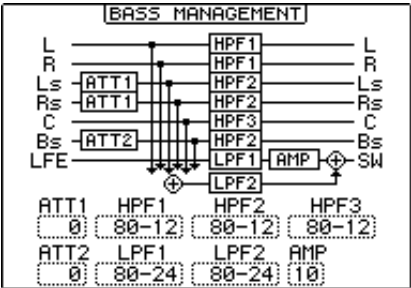 BASS MANAGEMENT
L HPF1 L
R HPF1 R
Ls ATT1 HPF2 Ls
Rs ATT1 HPF2 Rs
C HPF3 C
Bs ATT2 HPF2 Bs
LFE LPF1 AMP SW
LPF2
ATT1 HPF1 HPF2 HPF3
0 80-12 80-12 80-12
ATT2 LPF1 LPF2 AMP
0 80-24 80-24 10